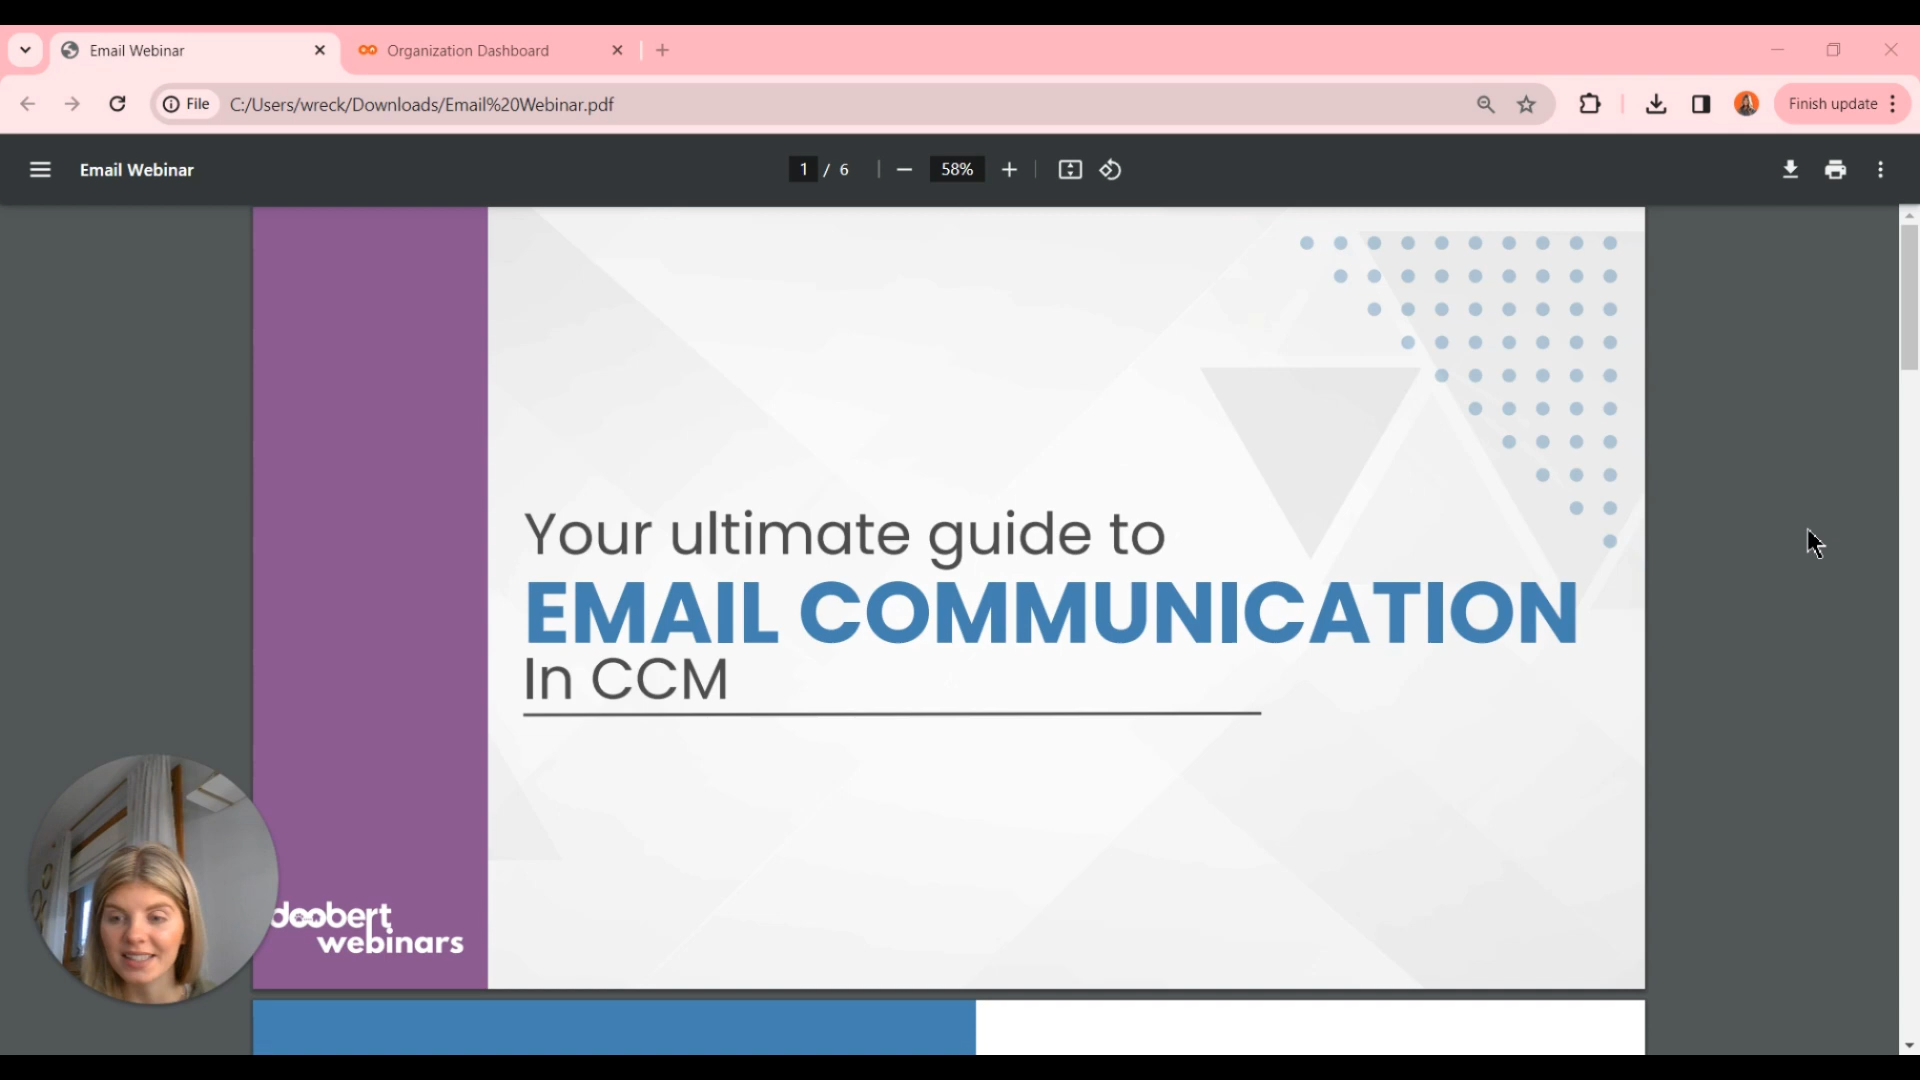 Email Webinar
Organization Dashboard
File
C:/Users/wreck/Downloads/Email%20Webinar.pdf
Finish update
Email Webinar
1 / 6
58%
Your ultimate guide to
EMAIL COMMUNICATION
In CCM
doobert
webinars